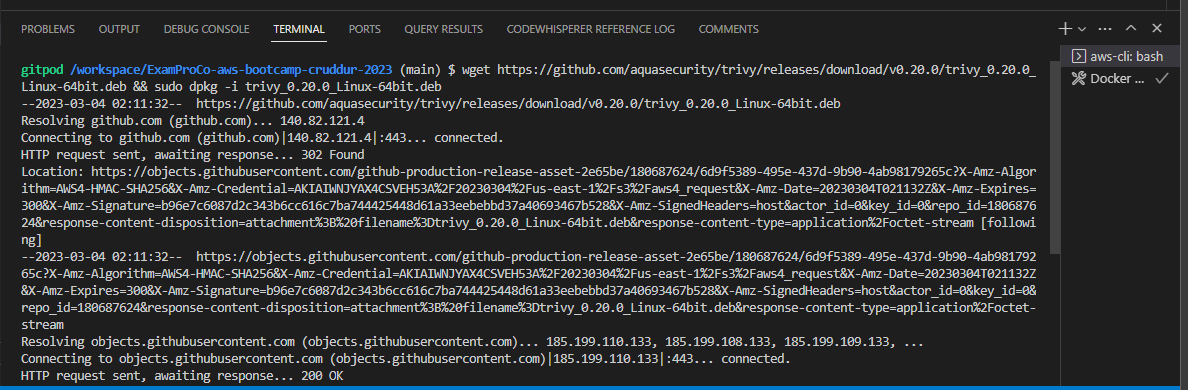 PROBLEMS OUTPUT DEBUG CONSOLE TERMINAL PORTS QUERY RESULTS CODEWHISPERER REFERENCE LOG COMMENTS
aws-cli: bash
Docker ...
gitpod /workspace/ExamProCo-aws-bootcamp-cruddur-2023 (main) $ wget https://github.com/aquasecurity/trivy/releases/download/v0.20.0/trivy_0.20.0_
Linux-64bit.deb && sudo dpkg -i trivy_0.20.0_Linux-64bit.deb
--2023-03-04 02:11:32-- https://github.com/aquasecurity/trivy/releases/download/v0.20.0/trivy_0.20.0_Linux-64bit.deb
Resolving github.com (github.com)... 140.82.121.4
Connecting to github.com (github.com)|140.82.121.4|:443... connected.
HTTP request sent, awaiting response... 302 Found
Location: https://objects.githubusercontent.com/github-production-release-asset-2e65be/180687624/6d9f5389-495e-437d-9b90-4ab98179265c?X-Amz-Algor
ithm=AWS4-HMAC-SHA256&X-Amz-Credential=AKIAIWNJYAX4CSVEH53A%2F20230304%2Fus-east-1%2Fs3%2Faws4_request&X-Amz-Date=20230304T021132Z&X-Amz-Expires=
300&X-Amz-Signature=b96e7c6087d2c343b6cc616c7ba744425448d61a33eebebbd37a40693467b528&X-Amz-SignedHeaders=host&actor_id=0&key_id=0&repo_id=1806876
24&response-content-disposition=attachment%3B%20filename%3Dtrivy_0.20.0_Linux-64bit.deb&response-content-type=application%2Foctet-stream [followi
ng]
--2023-03-04 02:11:32-- https://objects.githubusercontent.com/github-production-release-asset-2e65be/180687624/6d9f5389-495e-437d-9b90-4ab981792
65c?X-Amz-Algorithm=AWS4-HMAC-SHA256&X-Amz-Credential=AKIAIWNJYAX4CSVEH53A%2F20230304%2Fus-east-1%2Fs3%2Faws4_request&X-Amz-Date=20230304T021132Z
&X-Amz-Expires=300&X-Amz-Signature=b96e7c6087d2c343b6cc616c7ba744425448d61a33eebebbd37a40693467b528&X-Amz-SignedHeaders=host&actor_id=0&key_id=0&
repo_id=180687624&response-content-disposition=attachment%3B%20filename%3Dtrivy_0.20.0_Linux-64bit.deb&response-content-type=application%2Foctet-
stream
Resolving objects.githubusercontent.com (objects.githubusercontent.com)... 185.199.110.133, 185.199.108.133, 185.199.109.133, ...
Connecting to objects.githubusercontent.com (objects.githubusercontent.com)|185.199.110.133|:443... connected.
HTTP request sent, awaiting response... 200 OK